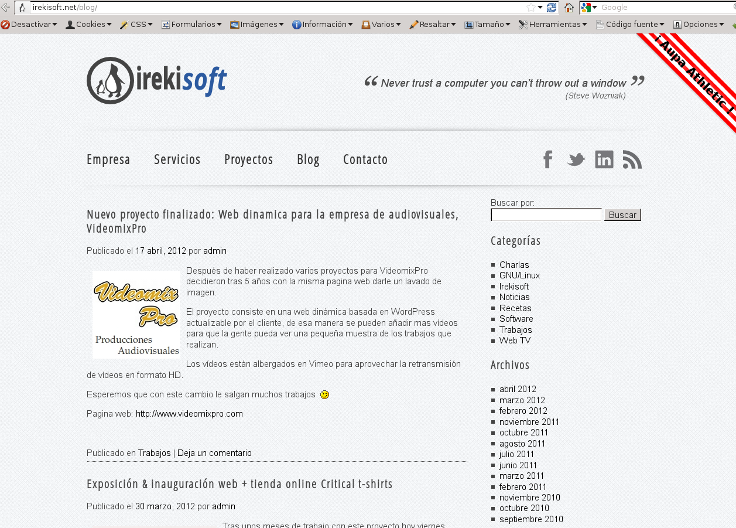 irekisoft.net/blog/
Google
Desactivar Cookies CSS Formularios Imágenes Información Varios Resaltar Tamaño Herramientas Código fuente Opciones
¡ Aupa Athletic !
irekisoft
“ Never trust a computer you can't throw out a window ”
(Steve Wozniak)
Empresa Servicios Proyectos Blog Contacto
Nuevo proyecto finalizado: Web dinamica para la empresa de audiovisuales,
VideomixPro
Publicado el 17 abril, 2012 por admin
Videomix
Pro
Producciones
Audiovisuales
Después de haber realizado varios proyectos para VideomixPro
decidieron tras 5 años con la misma pagina web darle un lavado de
imagen.
El proyecto consiste en una web dinámica basada en WordPress
actualizable por el cliente, de esa manera se pueden añadir mas videos
para que la gente pueda ver una pequeña muestra de los trabajos que
realizan.
Los vídeos están albergados en Vimeo para aprovechar la retransmisión
de vídeos en formato HD.
Esperemos que con este cambio le salgan muchos trabajos
Pagina web: http://www.videomixpro.com
Publicado en Trabajos | Deja un comentario
Exposición & inauguración web + tienda online Critical t-shirts
Publicado el 30 marzo, 2012 por admin
Tras unos meses de trabajo con este proyecto hoy viernes
Buscar por:
Buscar
Categorías
Charlas
GNU/Linux
Irekisoft
Noticias
Recetas
Software
Trabajos
Web TV
Archivos
abril 2012
marzo 2012
febrero 2012
noviembre 2011
octubre 2011
agosto 2011
julio 2011
junio 2011
marzo 2011
febrero 2011
noviembre 2010
octubre 2010
septiembre 2010